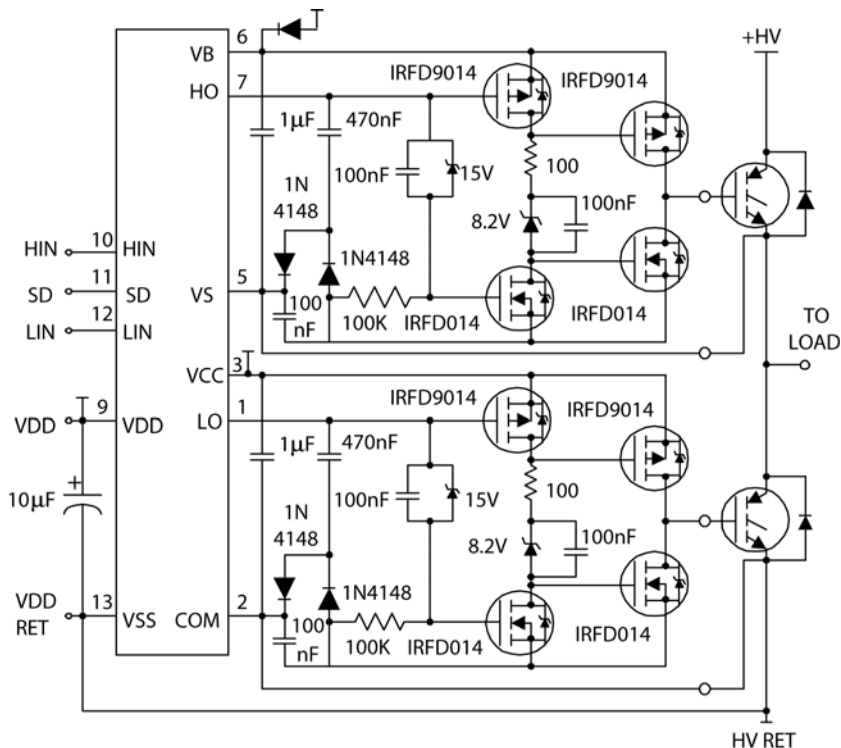 6
VB
+HV
7
IRFD9014
IRFD9014
HO
1μF
470nF
100
100nF
15V
100nF
1N
4148
8.2V
HIN
10
HIN
1N4148
SD
11
SD
VS
5
12
LIN
LIN
100
nF
100K
IRFD014
IRFD014
TO
LOAD
VCC
3
IRFD9014
IRFD9014
VDD
9
VDD
LO
1
1μF
470nF
100
+
10μF
100nF
15V
100nF
1N
4148
8.2V
VDD
RET
13
VSS
COM
2
1N4148
100
nF
100K
IRFD014
IRFD014
HV RET